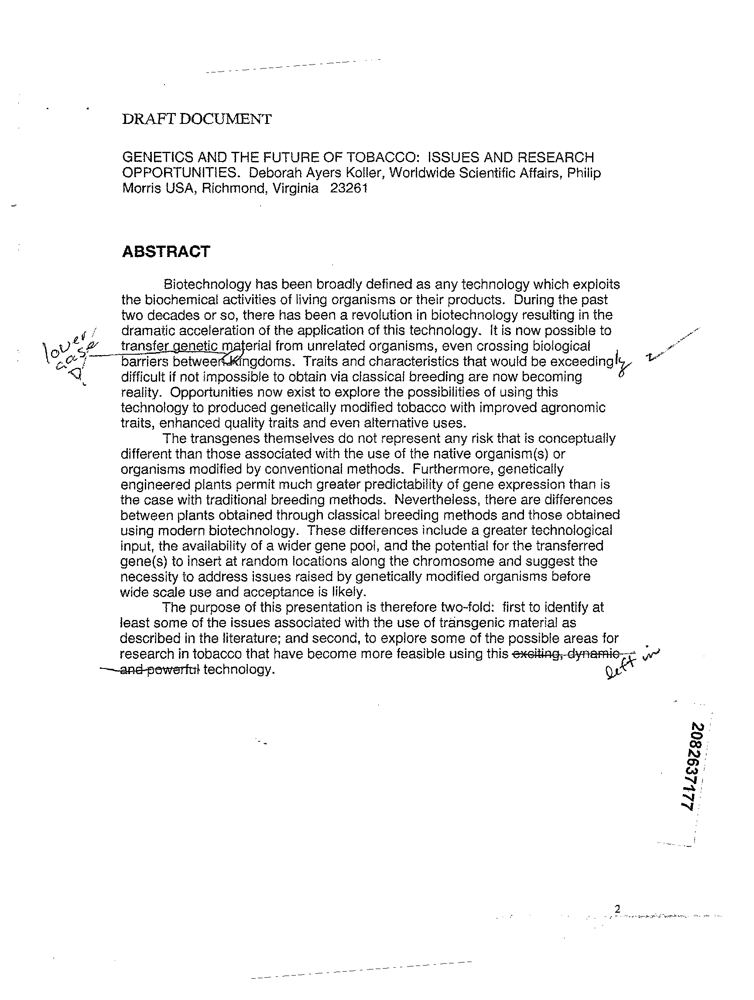 DRAFT DOCUMENT
GENETICS AND THE FUTURE OF TOBACCO: ISSUES AND RESEARCH
OPPORTUNITIES. Deborah Ayers Koller, Worldwide Scientific Affairs, Philip
Morris USA, Richmond, Virginia 23261
ABSTRACT
Biotechnology has been broadly defined as any technology which exploits
the biochemical activities of living organisms or their products. During the past
two decades or so, there has been a revolution in biotechnology resulting in the
dramatic acceleration of the application of this technology. It is now possible to
transfer genetic material from unrelated organisms, even crossing biological
barriers between Kingdoms. Traits and characteristics that would be exceedingly
difficult if not impossible to obtain via classical breeding are now becoming
reality. Opportunities now exist to explore the possibilities of using this
technology to produced genetically modified tobacco with improved agronomic
traits, enhanced quality traits and even alternative uses.
lower
case
The transgenes themselves do not represent any risk that is conceptually
different than those associated with the use of the native organism(s) or
organisms modified by conventional methods. Furthermore, genetically
engineered plants permit much greater predictability of gene expression than is
the case with traditional breeding methods. Nevertheless, there are differences
between plants obtained through classical breeding methods and those obtained
using modern biotechnology. These differences include a greater technological
input, the availability of a wider gene pool, and the potential for the transferred
gene(s) to insert at random locations along the chromosome and suggest the
necessity to address issues raised by genetically modified organisms before
wide scale use and acceptance is likely.
The purpose of this presentation is therefore two-fold: first to identify at
least some of the issues associated with the use of transgenic material as
described in the literature; and second, to explore some of the possible areas for
research in tobacco that have become more feasible using this exciting, dynamic
and powerful technology.
left in
2082637177
2